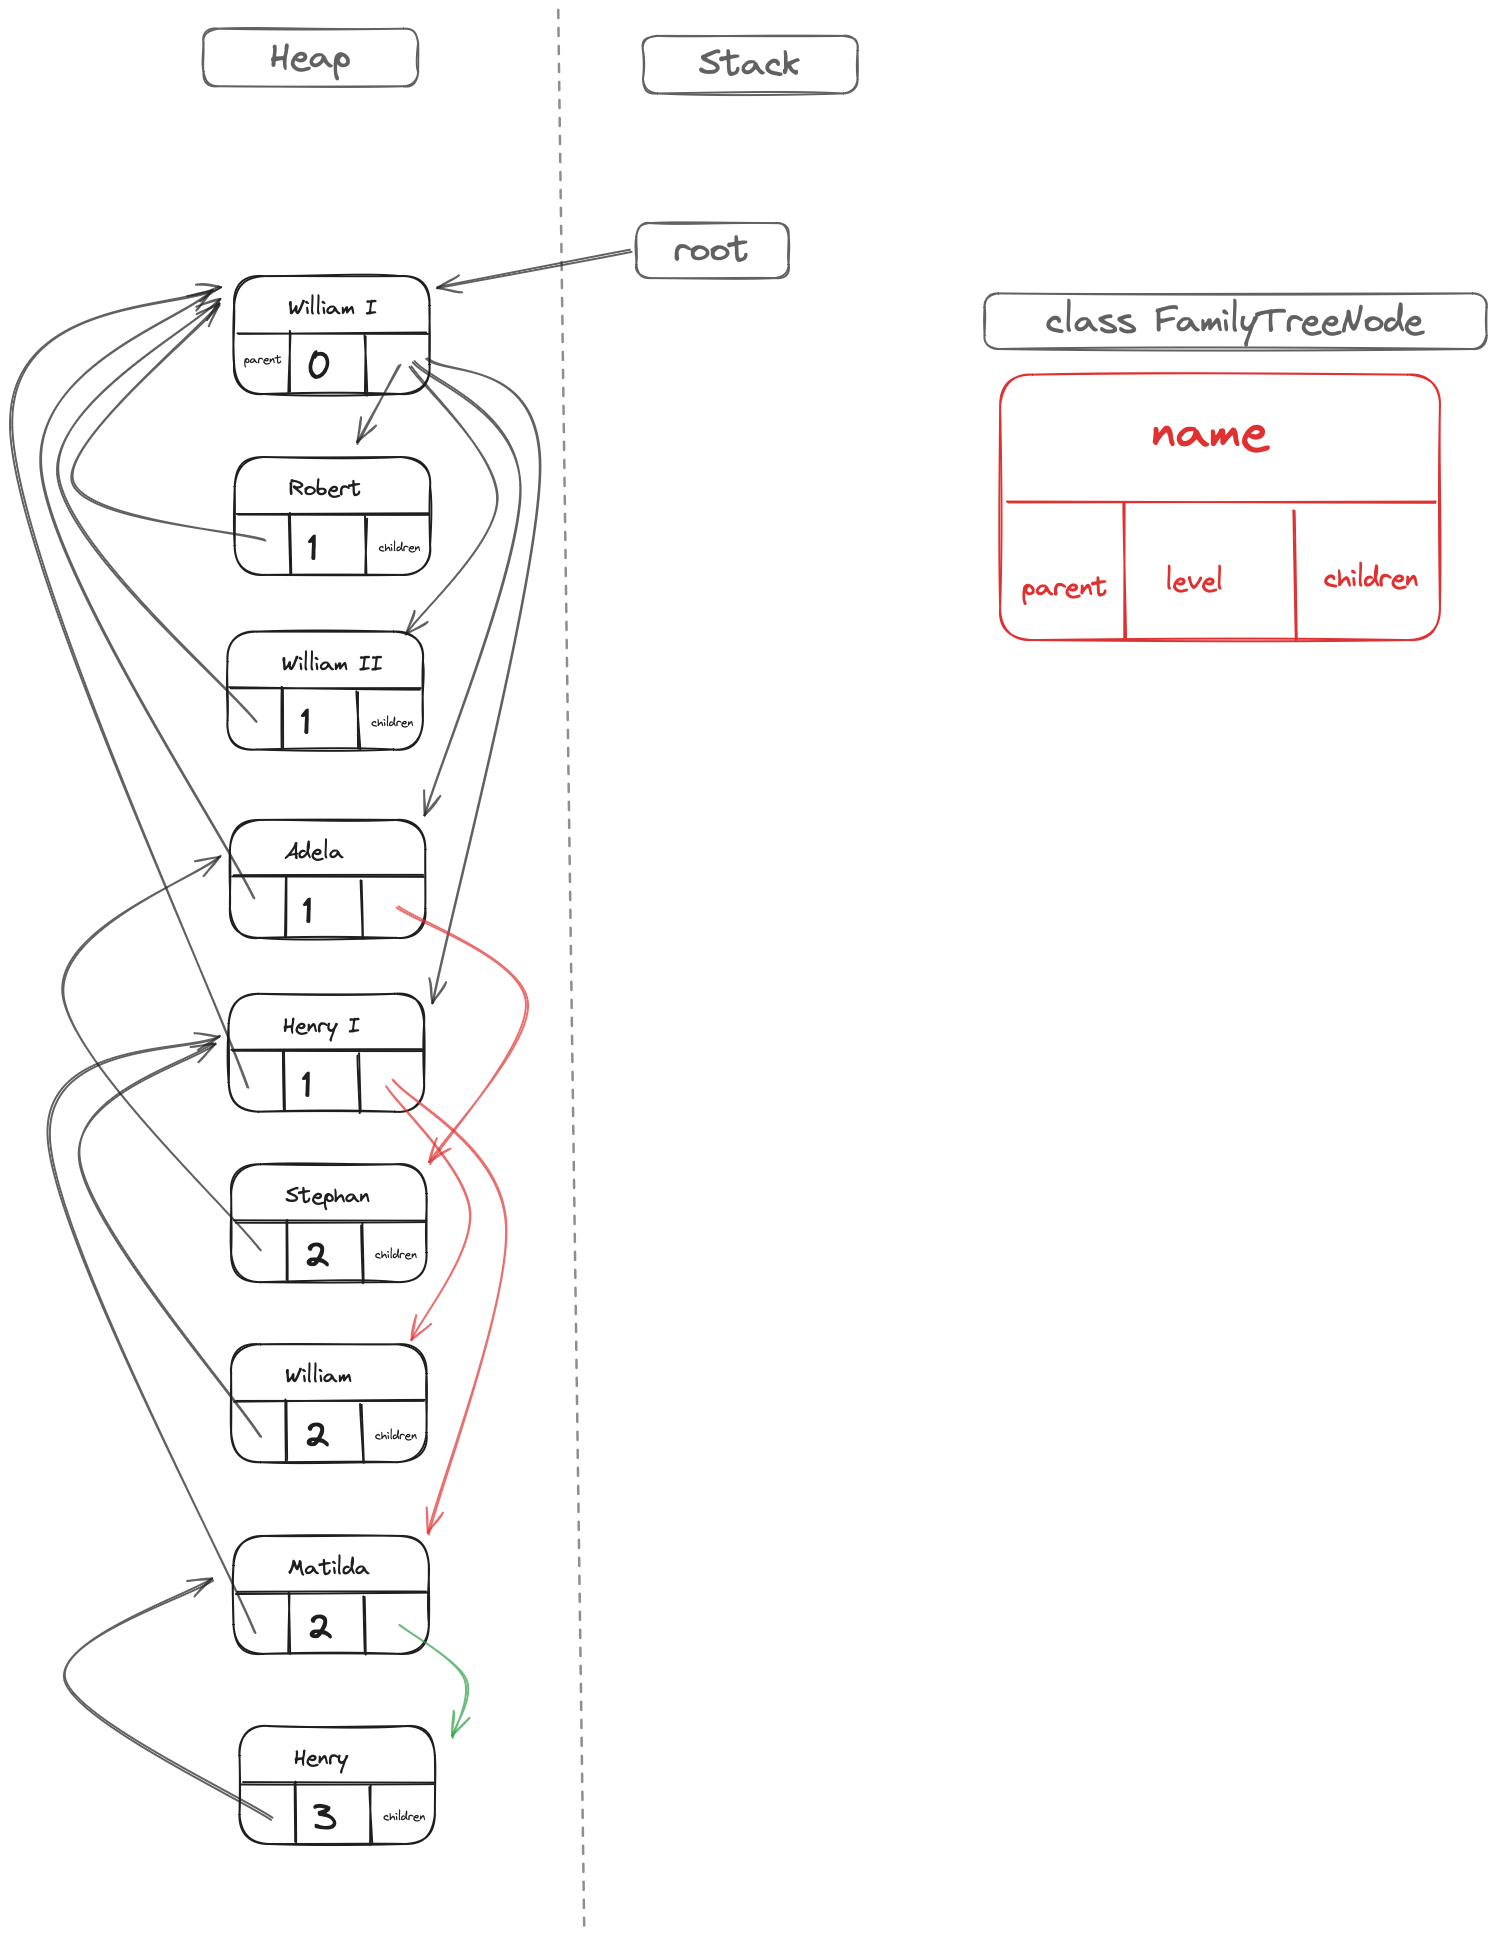 Heap
Stack
root
William I
parent 0
class FamilyTreeNode
name
parent level children
Robert
1 children
William II
1 children
Adela
1
Henry I
1
Stephan
2 children
William
2 children
Matilda
2
Henry
3 children